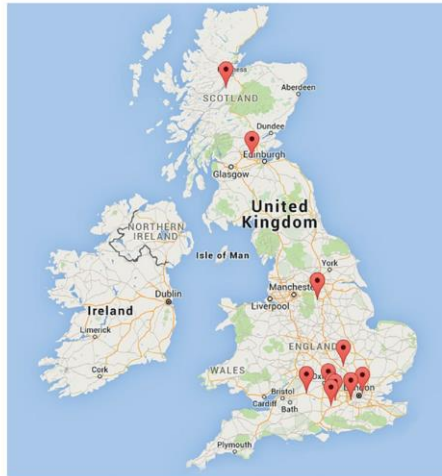 SCOTLAND
Aberdeen
Dundee
Edinburgh
Glasgow
United
Kingdom
NORTHERN
IRELAND
Isle of Man
York
Manchester
Liverpool
Dublin
Ireland
Limerick
ENGLAND
WALES
Cork
Bristol
Cardiff
Bath
London
Plymouth